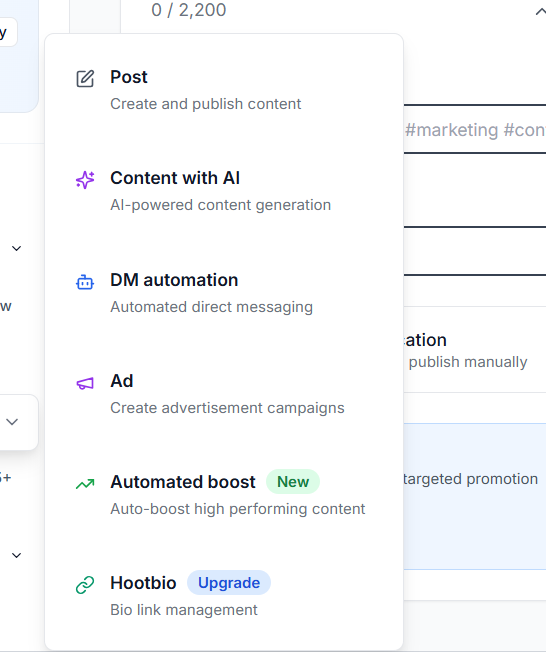 0 / 2,200
y
Post
Create and publish content
#marketing
Content with AI
AI-powered content generation
DM automation
Automated direct messaging
w
cation
publish manually
Ad
Create advertisement campaigns
targeted promotion
Automated boost New
Auto-boost high performing content
Hootbio Upgrade
Bio link management